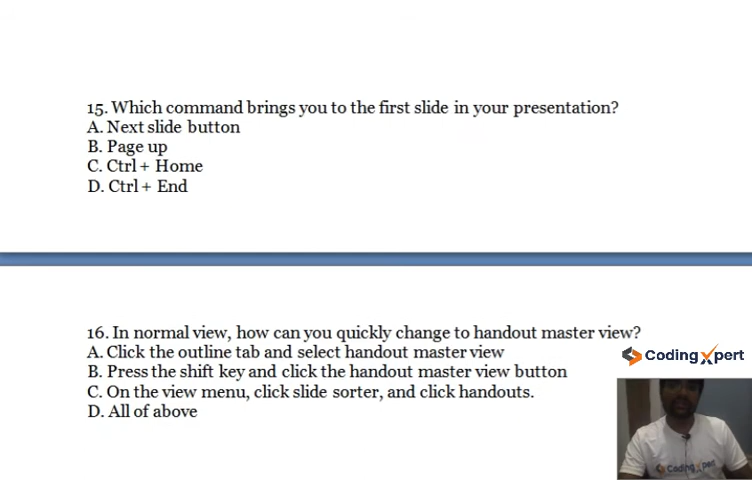 15. Which command brings you to the first slide in your presentation?
A. Next slide button
B. Page up
C. Ctrl + Home
D. Ctrl + End
16. In normal view, how can you quickly change to handout master view?
A. Click the outline tab and select handout master view
B. Press the shift key and click the handout master view button
C. On the view menu, click slide sorter, and click handouts.
D. All of above
Coding Xpert
CodingXpert